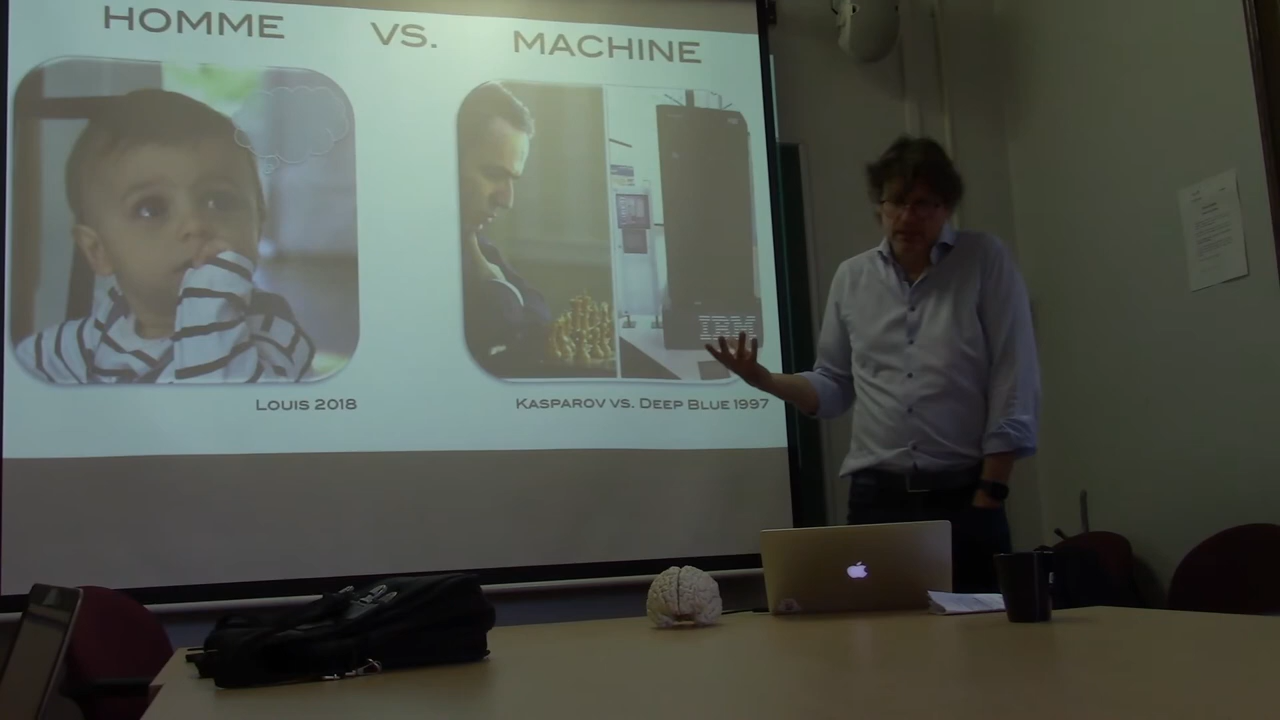 HOMME VS. MACHINE
IBM
LOUIS 2018
KASPAROV VS. DEEP BLUE 1997